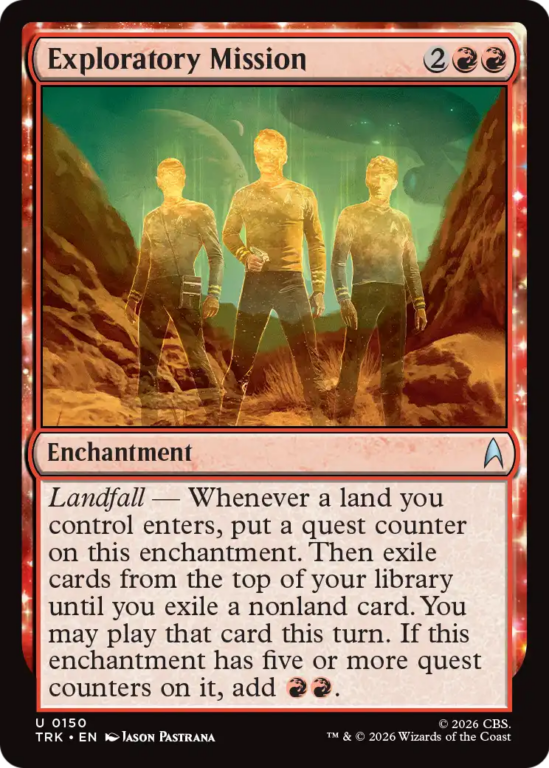 Exploratory Mission 2
Enchantment
Landfall — Whenever a land you
control enters, put a quest counter
on this enchantment. Then exile
cards from the top of your library
until you exile a nonland card. You
may play that card this turn. If this
enchantment has five or more quest
counters on it, add .
U 0150 © 2026 CBS.
TRK • EN Jason Pastrana ™ & © 2026 Wizards of the Coast